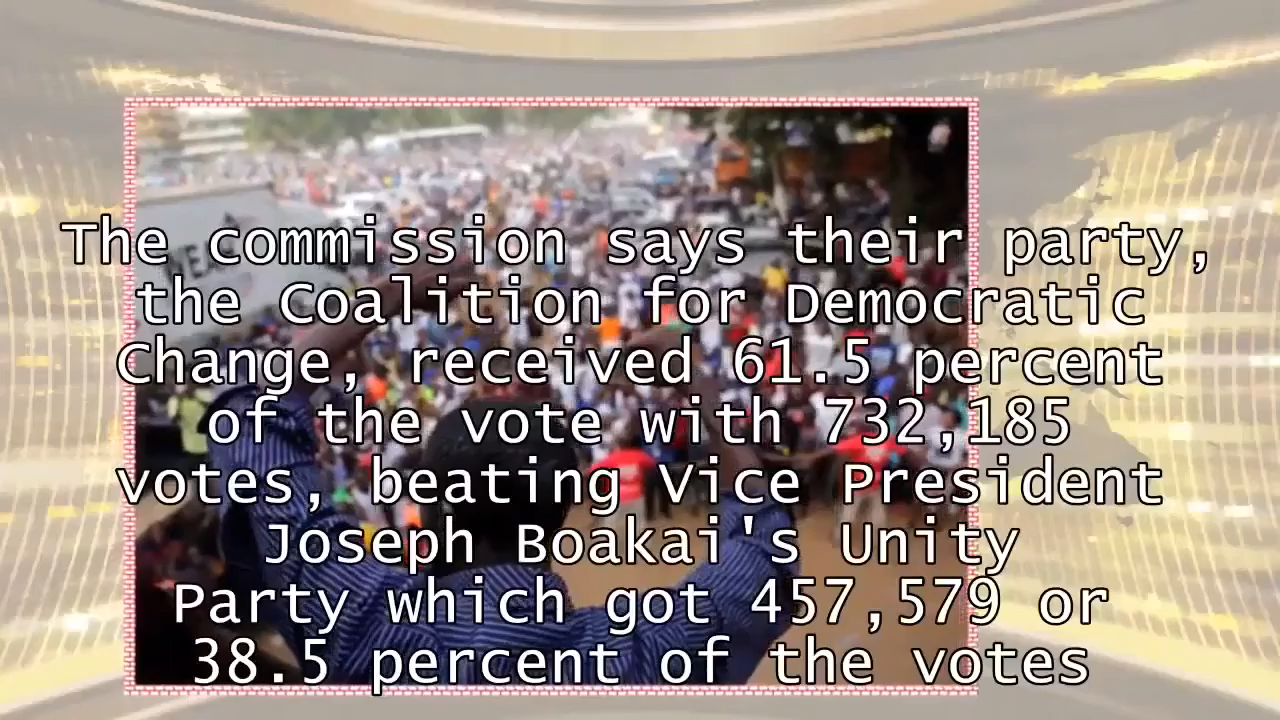 The commission says their party,
the Coalition for Democratic
Change, received 61.5 percent
of the vote with 732,185
votes, beating Vice President
Joseph Boakai's Unity
Party which got 457,579 or
38.5 percent of the votes